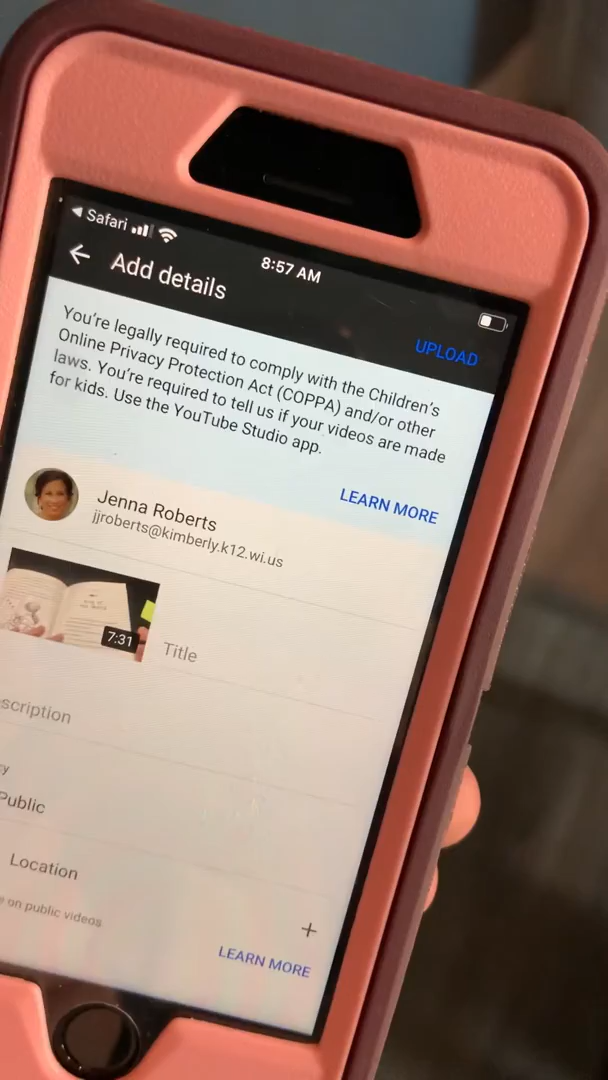 Safari
8:57 AM
Add details
UPLOAD
You're legally required to comply with the Children's
Online Privacy Protection Act (COPPA) and/or other
laws. You're required to tell us if your videos are made
for kids. Use the YouTube Studio app.
LEARN MORE
Jenna Roberts
jjroberts@kimberly.k12.wi.us
7:31
Title
scription
cy
Public
Location
e on public videos
LEARN MORE